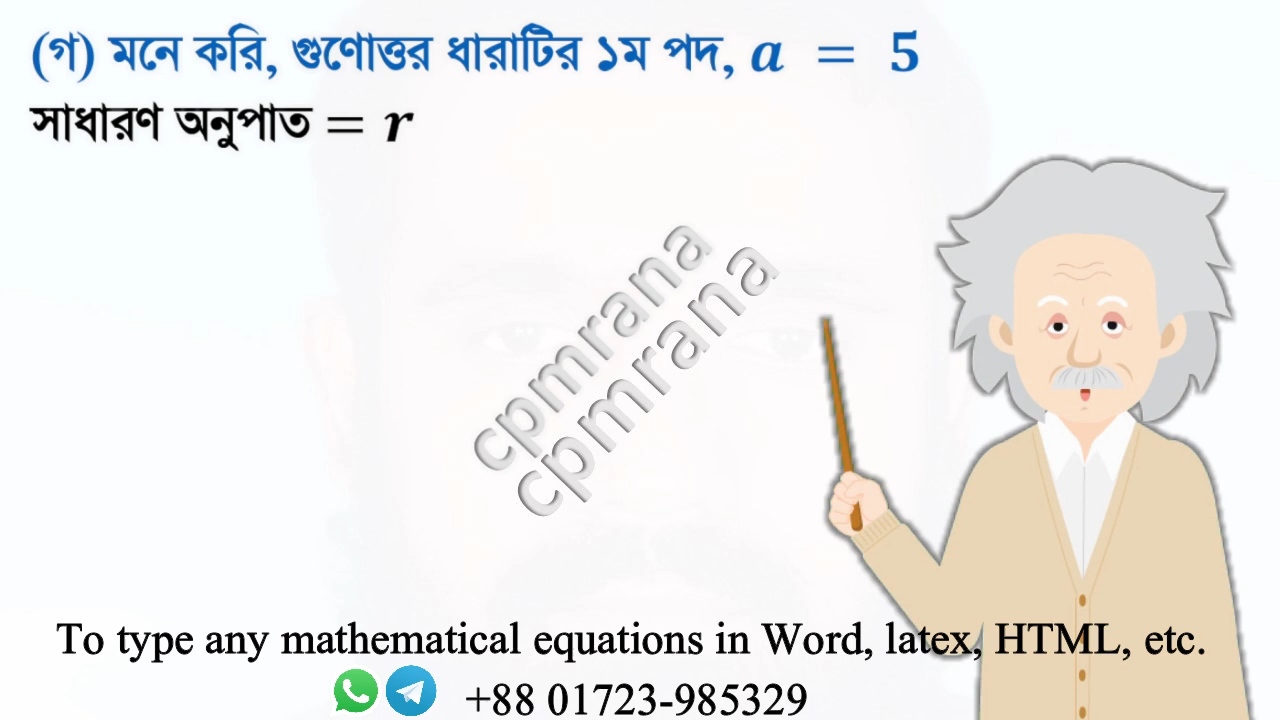 (গ) মনে করি, গুণোত্তর ধারাটির ১ম পদ, a = 5
সাধারণ অনুপাত = r
cpmrana
cpmrana
To type any mathematical equations in Word, latex, HTML, etc.
+88 01723-985329